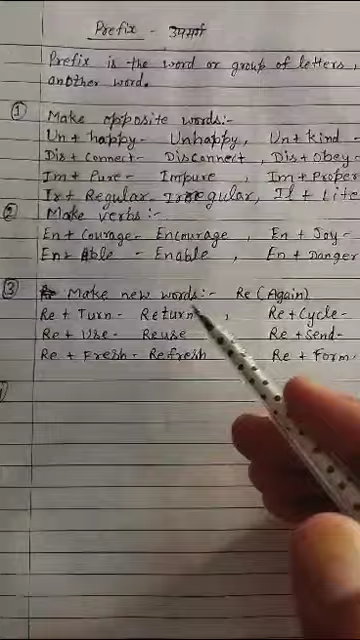 Prefix - उपसर्ग
Prefix is the word or group of letters,
another word.
① Make opposite words:-
Un + happy - Unhappy, Un + kind -
Dis + Connect - Disconnect, Dis + Obey -
Im + Pure - Impure, Im + Proper
Ir + Regular - Irregular, Il + Lite
② Make verbs:-
En + Courage - Encourage, En + Joy -
En + Able - Enable, En + Danger
③ Make new words:- Re (Again)
Re + Turn - Return, Re + Cycle -
Re + Use - Reuse Re + Send -
Re + Fresh - Refresh Re + Form -